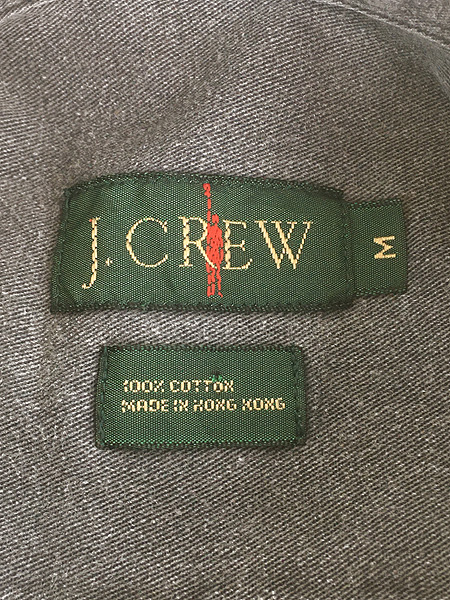 J.CREW
M
100% COTTON
MADE IN HONG KONG